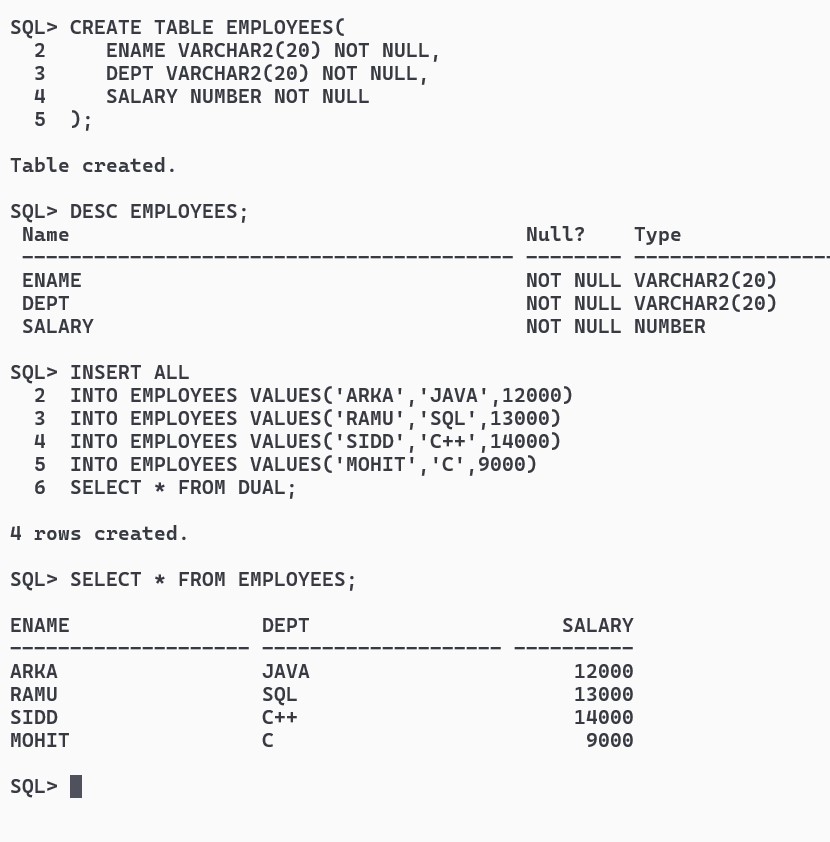 SQL> CREATE TABLE EMPLOYEES(
  2     ENAME VARCHAR2(20) NOT NULL,
  3     DEPT VARCHAR2(20) NOT NULL,
  4     SALARY NUMBER NOT NULL
  5  );
Table created.
SQL> DESC EMPLOYEES;
 Name                                      Null?    Type
 ----------------------------------------- -------- -----------------
 ENAME                                     NOT NULL VARCHAR2(20)
 DEPT                                      NOT NULL VARCHAR2(20)
 SALARY                                    NOT NULL NUMBER
SQL> INSERT ALL
  2  INTO EMPLOYEES VALUES('ARKA','JAVA',12000)
  3  INTO EMPLOYEES VALUES('RAMU','SQL',13000)
  4  INTO EMPLOYEES VALUES('SIDD','C++',14000)
  5  INTO EMPLOYEES VALUES('MOHIT','C',9000)
  6  SELECT * FROM DUAL;
4 rows created.
SQL> SELECT * FROM EMPLOYEES;
ENAME                DEPT                     SALARY
-------------------- -------------------- ----------
ARKA                 JAVA                      12000
RAMU                 SQL                       13000
SIDD                 C++                       14000
MOHIT                C                          9000
SQL>